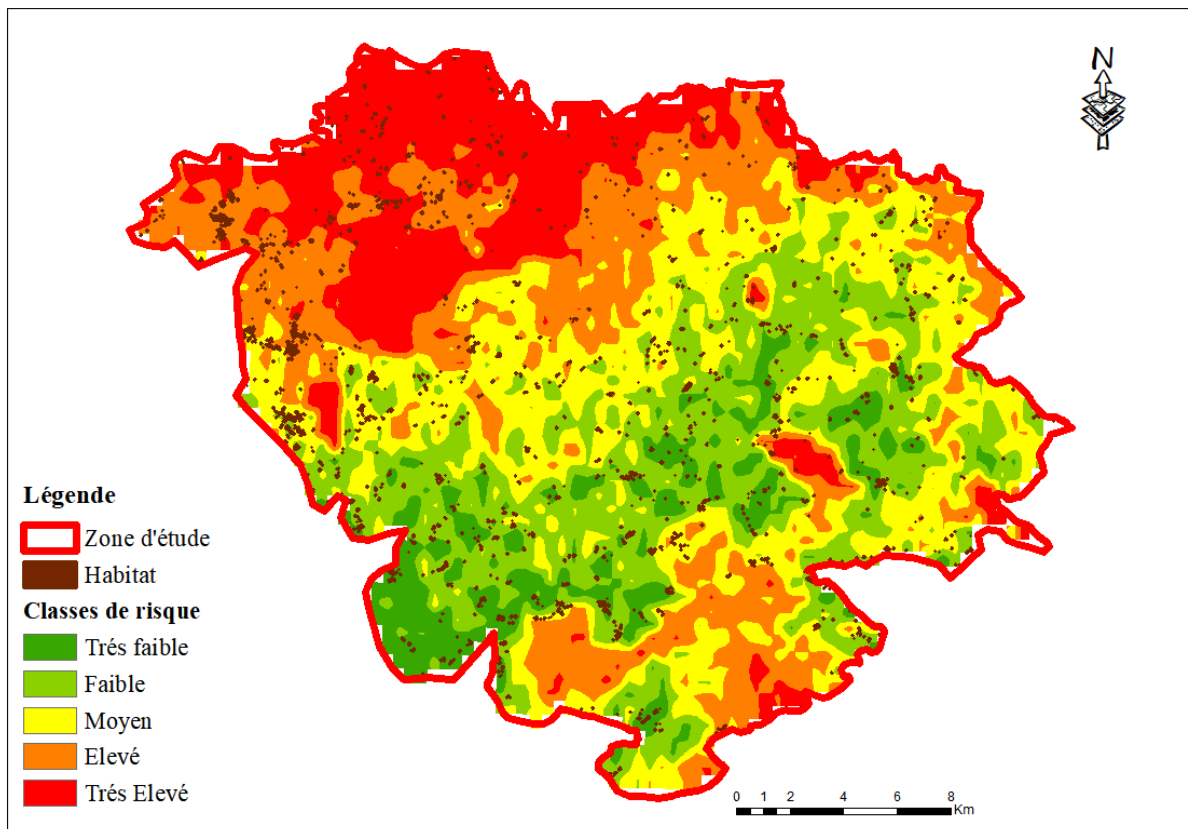 N
Légende
Zone d'étude
Habitat
Classes de risque
Trés faible
Faible
Moyen
Elevé
Trés Elevé
0 1 2 4 6 8
Km